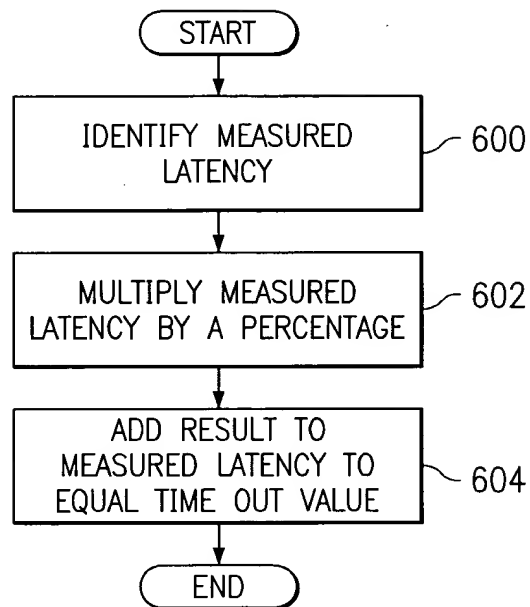 START
IDENTIFY MEASURED
LATENCY
600
MULTIPLY MEASURED
LATENCY BY A PERCENTAGE
602
ADD RESULT TO
MEASURED LATENCY TO
EQUAL TIME OUT VALUE
604
END